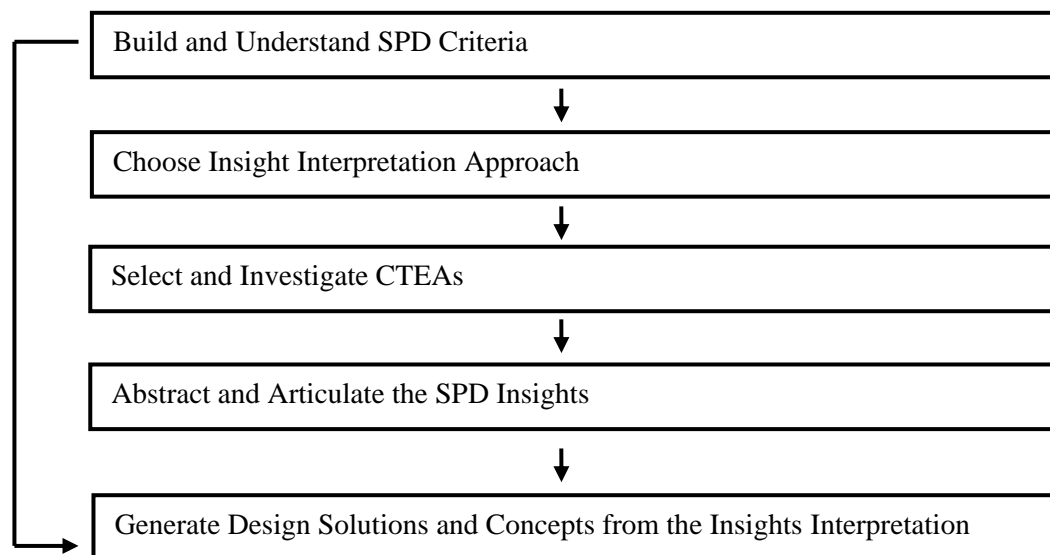 Build and Understand SPD Criteria
Choose Insight Interpretation Approach
Select and Investigate CTEAs
Abstract and Articulate the SPD Insights
Generate Design Solutions and Concepts from the Insights Interpretation